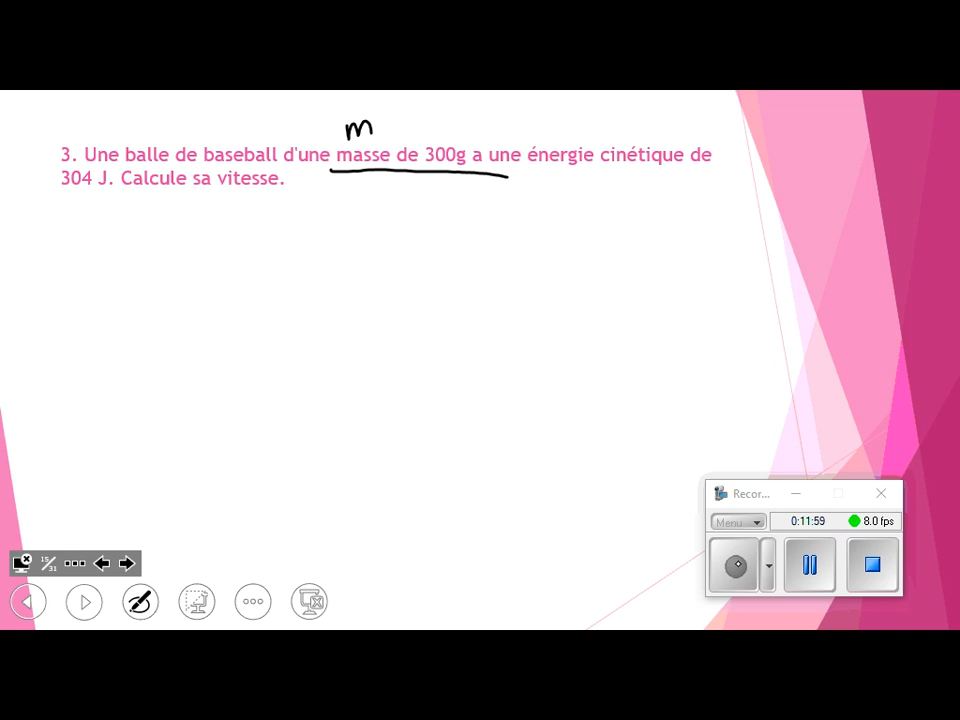 m
3. Une balle de baseball d'une masse de 300g a une énergie cinétique de
304 J. Calcule sa vitesse.
Recor...
Menu
0:11:59
8.0 fps
15/31